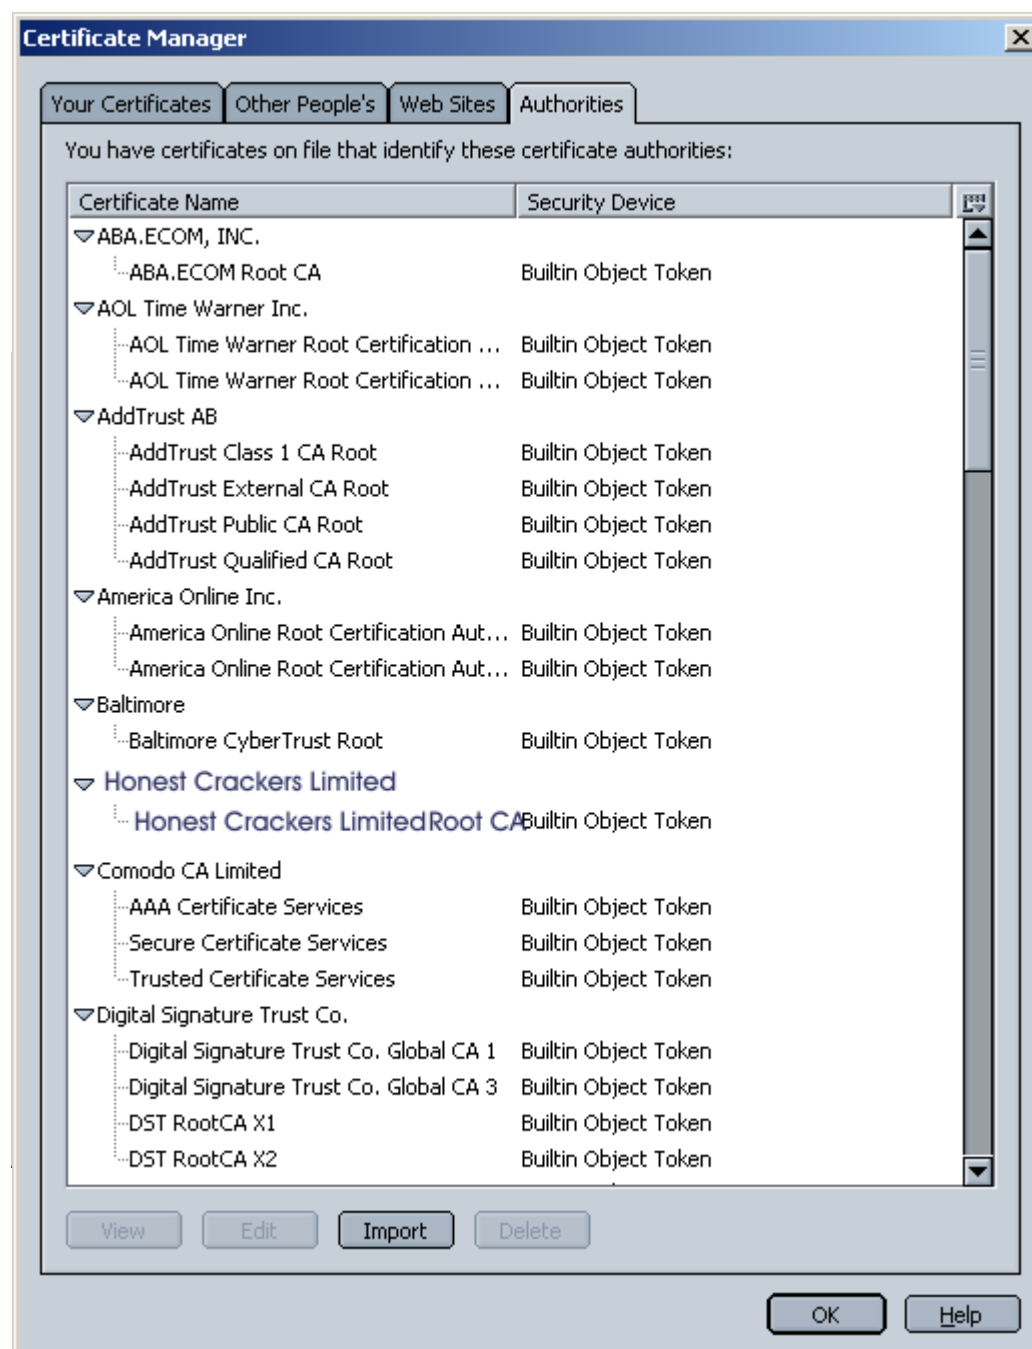 Certificate Manager
Your Certificates Other People's Web Sites Authorities
You have certificates on file that identify these certificate authorities:
Certificate Name Security Device
ABA.ECOM, INC.
ABA.ECOM Root CA Builtin Object Token
AOL Time Warner Inc.
AOL Time Warner Root Certification ... Builtin Object Token
AOL Time Warner Root Certification ... Builtin Object Token
AddTrust AB
AddTrust Class 1 CA Root Builtin Object Token
AddTrust External CA Root Builtin Object Token
AddTrust Public CA Root Builtin Object Token
AddTrust Qualified CA Root Builtin Object Token
America Online Inc.
America Online Root Certification Aut... Builtin Object Token
America Online Root Certification Aut... Builtin Object Token
Baltimore
Baltimore CyberTrust Root Builtin Object Token
Honest Crackers Limited
Honest Crackers Limited Root CA Builtin Object Token
Comodo CA Limited
AAA Certificate Services Builtin Object Token
Secure Certificate Services Builtin Object Token
Trusted Certificate Services Builtin Object Token
Digital Signature Trust Co.
Digital Signature Trust Co. Global CA 1 Builtin Object Token
Digital Signature Trust Co. Global CA 3 Builtin Object Token
DST RootCA X1 Builtin Object Token
DST RootCA X2 Builtin Object Token
View Edit Import Delete
OK Help